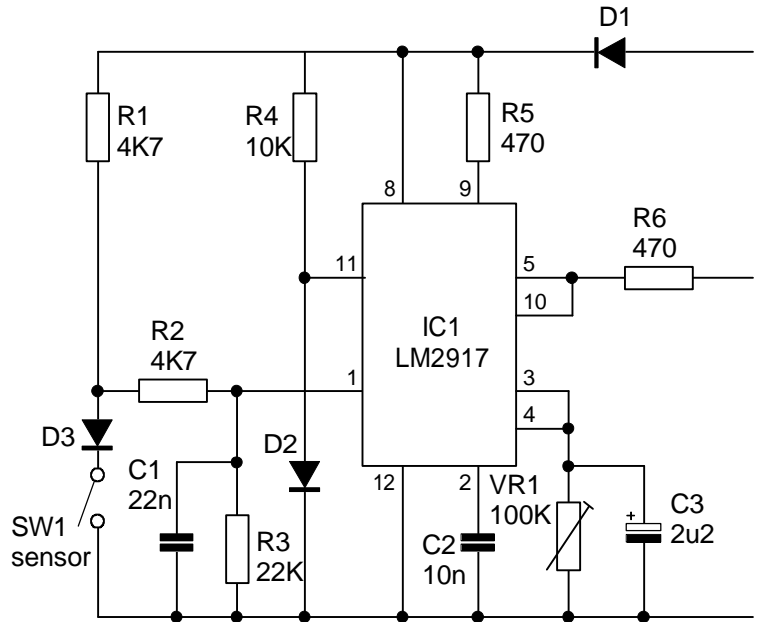 D1
R1
4K7
R4
10K
R5
470
8
9
R6
470
11
5
10
IC1
LM2917
R2
4K7
1
3
4
D3
D2
C1
22n
12
2
VR1
100K
C3
+
2u2
SW1
sensor
R3
22K
C2
10n